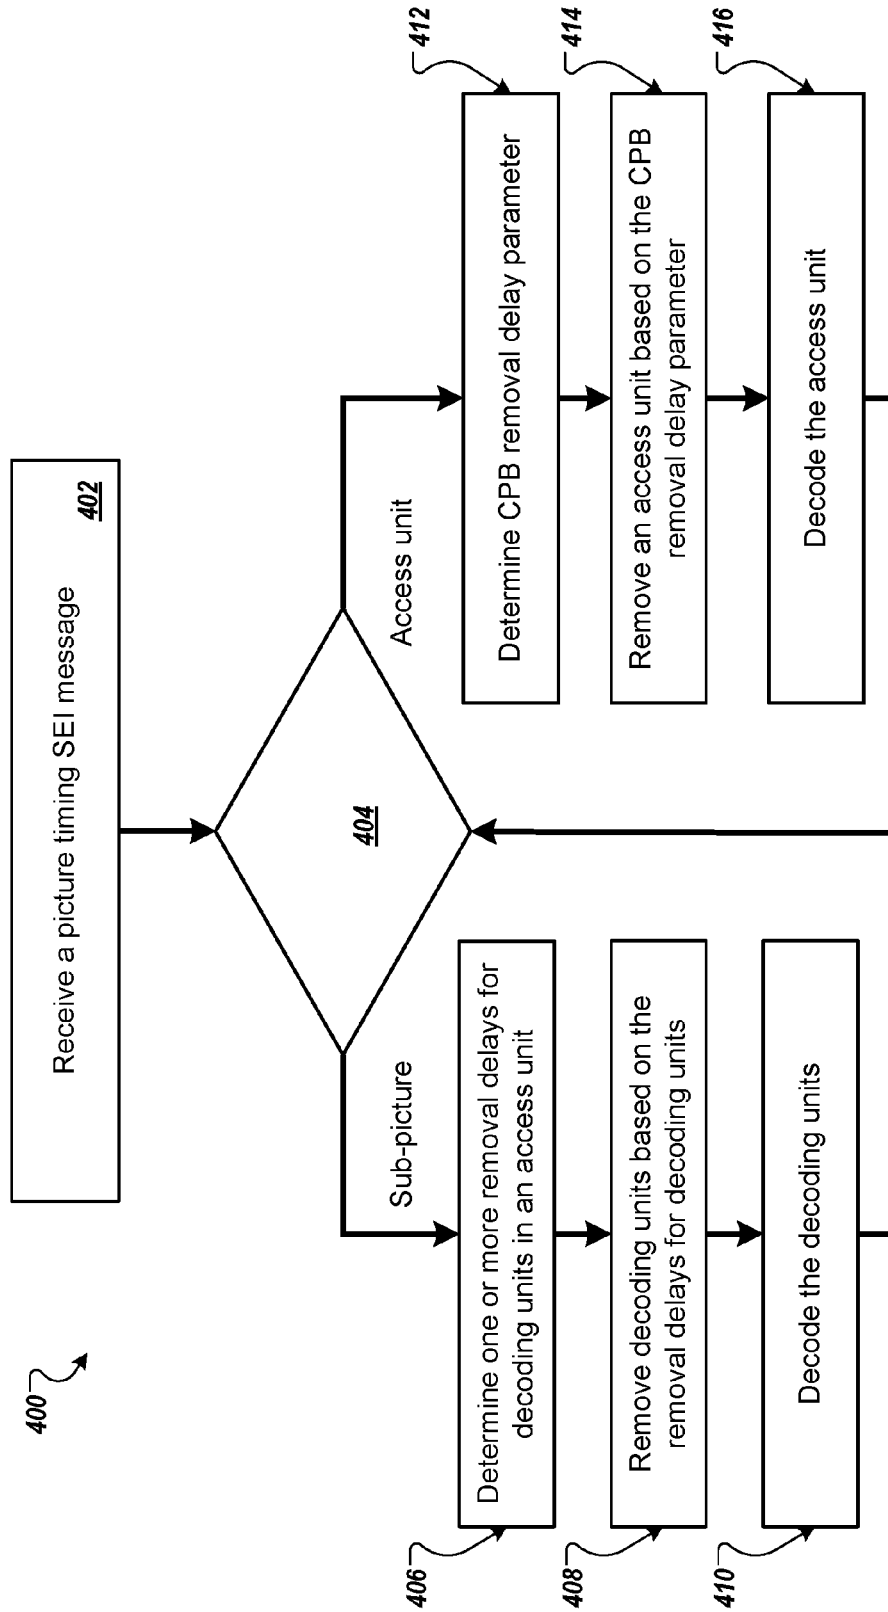 400
Receive a picture timing SEI message
402
404
Sub-picture
Access unit
406
Determine one or more removal delays for
decoding units in an access unit
408
Remove decoding units based on the
removal delays for decoding units
410
Decode the decoding units
412
Determine CPB removal delay parameter
414
Remove an access unit based on the CPB
removal delay parameter
416
Decode the access unit